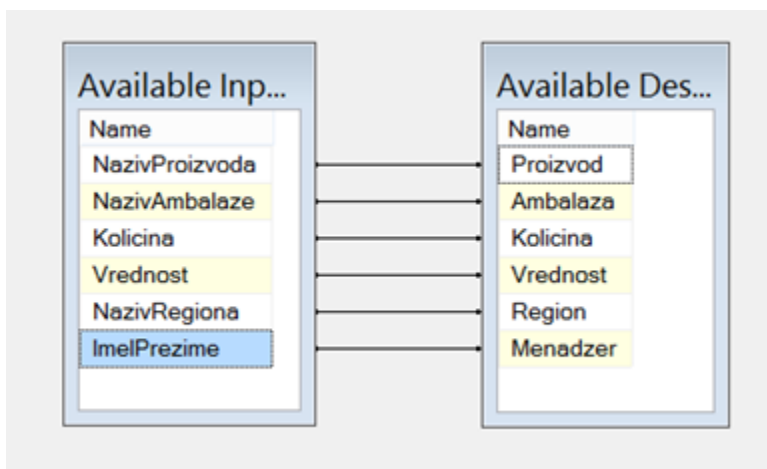 Available Inp...
Name
NazivProizvoda
NazivAmbalaze
Kolicina
Vrednost
NazivRegiona
ImeIPrezime
Available Des...
Name
Proizvod
Ambalaza
Kolicina
Vrednost
Region
Menadzer